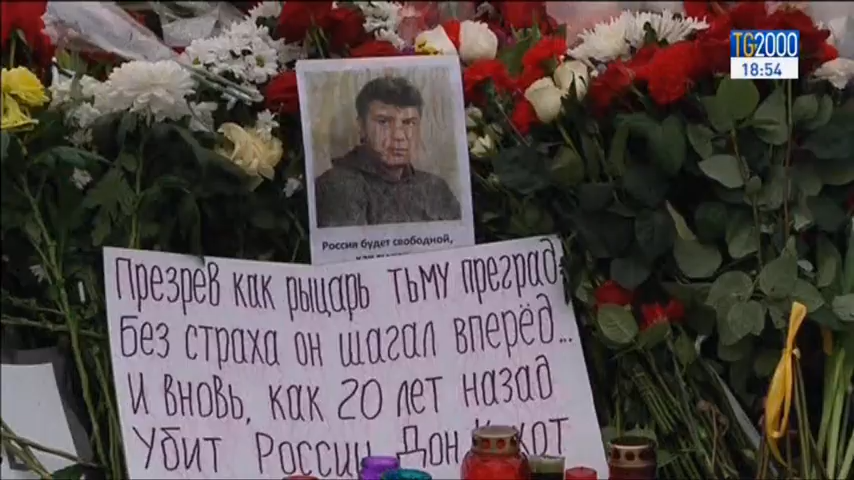 TG2000
18:54
Россия будет свободной,
Презрев как рыцарь тьму преград,
без страха он шагал вперёд...
И вновь, как 20 лет назад
Убит России Дон